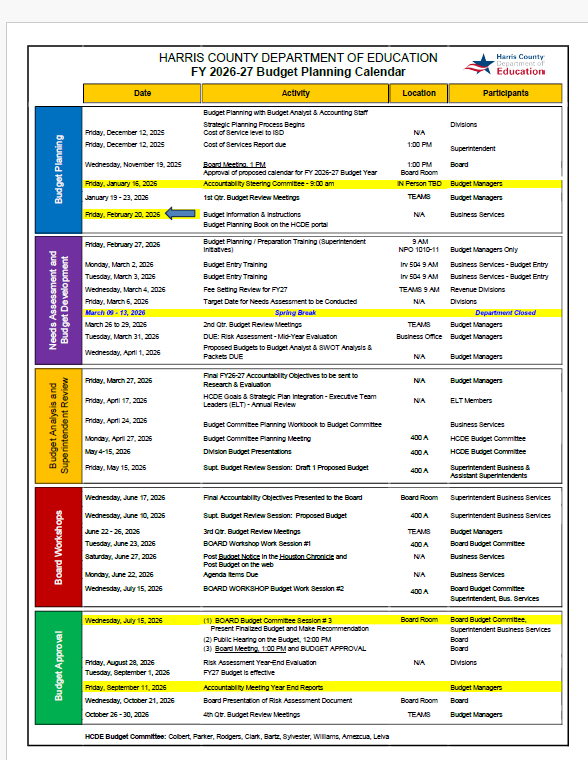 HARRIS COUNTY DEPARTMENT OF EDUCATION
FY 2026-27 Budget Planning Calendar
Harris County
Department of
Education
Date Activity Location Participants
Budget Planning
Budget Planning with Budget Analyst & Accounting Staff
Strategic Planning Process Begins Divisions
Friday, December 12, 2025 Cost of Service level to ISD N/A
Friday, December 12, 2025 Cost of Services Report due 1:00 PM Superintendent
Wednesday, November 19, 2025 Board Meeting, 1 PM 1:00 PM Board
Approval of proposed calendar for FY 2026-27 Budget Year Board Room
Friday, January 16, 2026 Accountability Steering Committee - 9:00 am IN Person TBD Budget Managers
January 19 - 23, 2026 1st Qtr. Budget Review Meetings TEAMS Budget Managers
Friday, February 20, 2026 Budget Information & Instructions N/A Business Services
Budget Planning Book on the HCDE portal
Needs Assessment and
Budget Development
Friday, February 27, 2026 Budget Planning / Preparation Training (Superintendent
Initiatives) 9 AM
NPO 1010-11 Budget Managers Only
Monday, March 2, 2026 Budget Entry Training Irv 504 9 AM Business Services - Budget Entry
Tuesday, March 3, 2026 Budget Entry Training Irv 504 9 AM Business Services - Budget Entry
Wednesday, March 4, 2026 Fee Setting Review for FY27 TEAMS 9 AM Revenue Divisions
Friday, March 6, 2026 Target Date for Needs Assessment to be Conducted N/A Divisions
March 09 - 13, 2026 Spring Break Department Closed
March 26 to 29, 2026 2nd Qtr. Budget Review Meetings TEAMS Budget Managers
Tuesday, March 31, 2026 DUE: Risk Assessment - Mid-Year Evaluation Business Office Budget Managers
Wednesday, April 1, 2026 Proposed Budgets to Budget Analyst & SWOT Analysis &
Packets DUE N/A Budget Managers
Budget Analysis and
Superintendent Review
Friday, March 27, 2026 Final FY26-27 Accountability Objectives to be sent to
Research & Evaluation N/A Budget Managers
Friday, April 17, 2026 HCDE Goals & Strategic Plan Integration - Executive Team
Leaders (ELT) - Annual Review N/A ELT Members
Friday, April 24, 2026 Budget Committee Planning Workbook to Budget Committee Business Services
Monday, April 27, 2026 Budget Committee Planning Meeting 400 A HCDE Budget Committee
May 4-15, 2026 Division Budget Presentations 400 A HCDE Budget Committee
Friday, May 15, 2026 Supt. Budget Review Session: Draft 1 Proposed Budget 400 A Superintendent Business &
Assistant Superintendents
Board Workshops
Wednesday, June 17, 2026 Final Accountability Objectives Presented to the Board Board Room Superintendent Business Services
Wednesday, June 10, 2026 Supt. Budget Review Session: Proposed Budget 400 A Superintendent Business Services
June 22 - 26, 2026 3rd Qtr. Budget Review Meetings TEAMS Budget Managers
Tuesday, June 23, 2026 BOARD Workshop Work Session #1 400 A Board Budget Committee
Saturday, June 27, 2026 Post Budget Notice in the Houston Chronicle and N/A Business Services
Post Budget on the web
Monday, June 22, 2026 Agenda Items Due N/A Business Services
Wednesday, July 15, 2026 BOARD WORKSHOP Budget Work Session #2 400 A Board Budget Committee
Superintendent, Bus. Services
Budget Approval
Wednesday, July 15, 2026 (1) BOARD Budget Committee Session # 3 Board Room Board Budget Committee,
Present Finalized Budget and Make Recommendation Superintendent Business Services
(2) Public Hearing on the Budget, 12:00 PM Board
(3) Board Meeting, 1:00 PM and BUDGET APPROVAL Board
Friday, August 28, 2026 Risk Assessment Year-End Evaluation N/A Divisions
Tuesday, September 1, 2026 FY27 Budget is effective
Friday, September 11, 2026 Accountability Meeting Year End Reports Budget Managers
Wednesday, October 21, 2026 Board Presentation of Risk Assessment Document Board Room Board
October 26 - 30, 2026 4th Qtr. Budget Review Meetings TEAMS Budget Managers
HCDE Budget Committee: Colbert, Parker, Rodgers, Clark, Bartz, Sylvester, Williams, Amezcua, Leiva